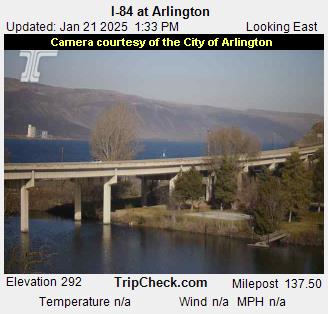 I-84 at Arlington
Updated: Jan 21 2025 1:33 PM Looking East
Camera courtesy of the City of Arlington
Elevation 292 TripCheck.com Milepost 137.50
Temperature n/a Wind n/a MPH n/a